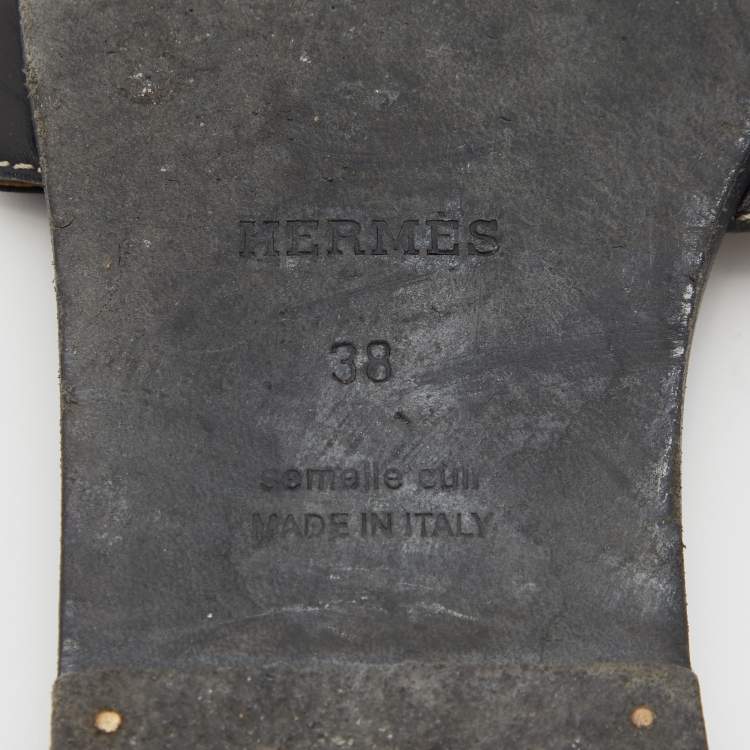 HERMÈS
38
semelle cuir
MADE IN ITALY